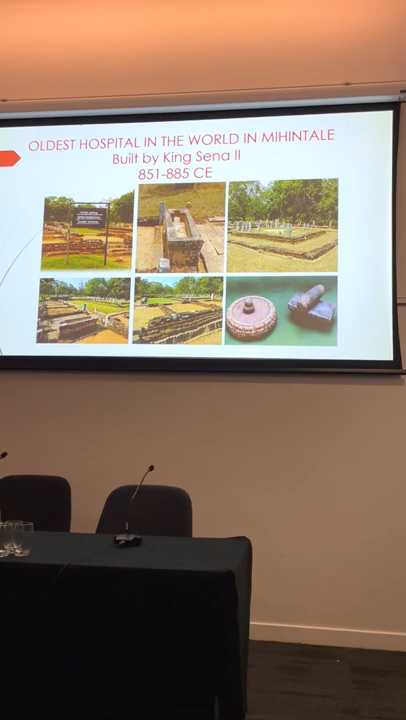 OLDEST HOSPITAL IN THE WORLD IN MIHINTALE
Built by King Sena II
851-885 CE